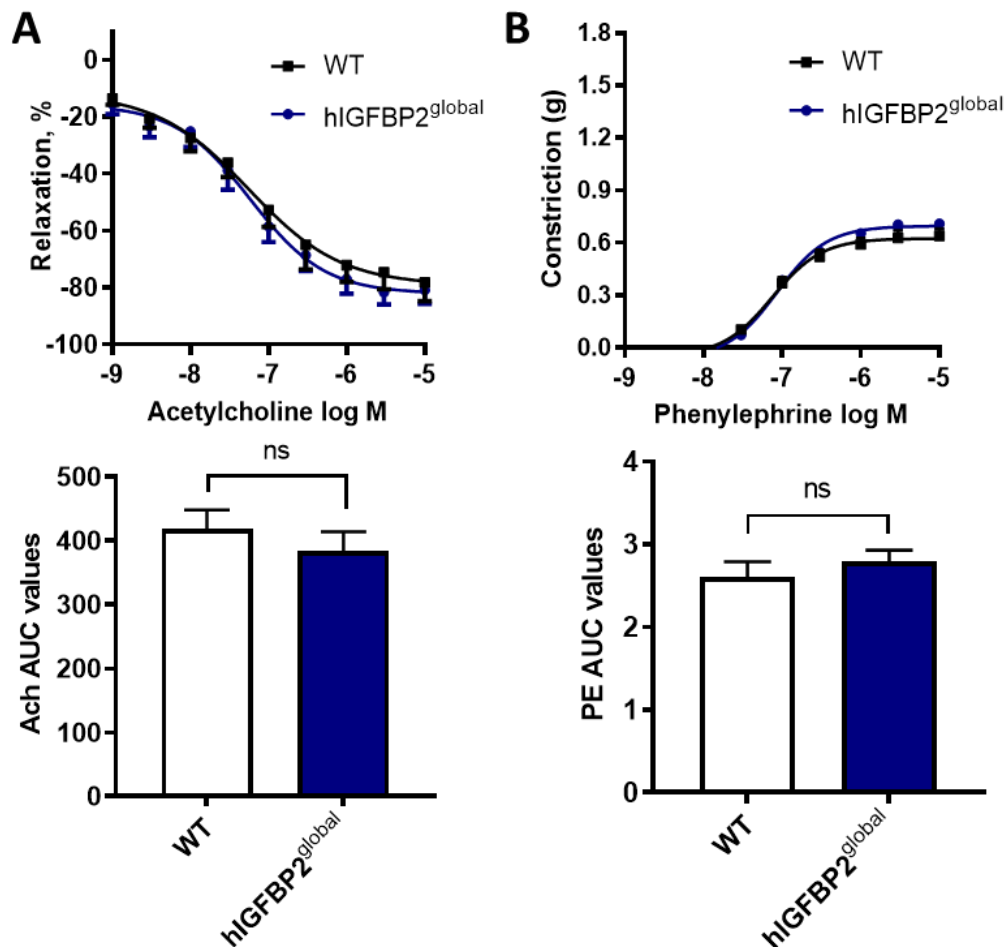 A
0
-20
-40
-60
-80
-100
Relaxation, %
WT
hIGFBP2global
-9 -8 -7 -6 -5
Acetylcholine log M
B
1.8
1.5
1.2
0.9
0.6
0.3
0.0
Constriction (g)
WT
hIGFBP2global
-9 -8 -7 -6 -5
Phenylephrine log M
500
400
300
200
100
0
Ach AUC values
ns
WT
hIGFBP2global
4
3
2
1
0
PE AUC values
ns
WT
hIGFBP2global